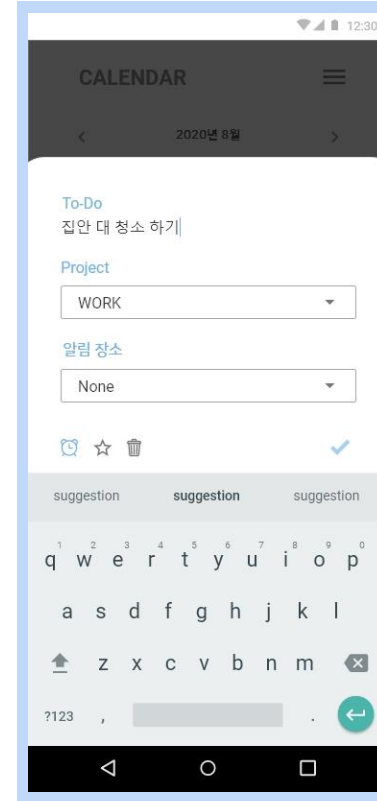 12:30
CALENDAR
< 2020년 8월 >
To-Do
집안 대 청소 하기
Project
WORK
알림 장소
None
suggestion suggestion suggestion
1 2 3 4 5 6 7 8 9 0
q w e r t y u i o p
a s d f g h j k l
z x c v b n m
?123 , .